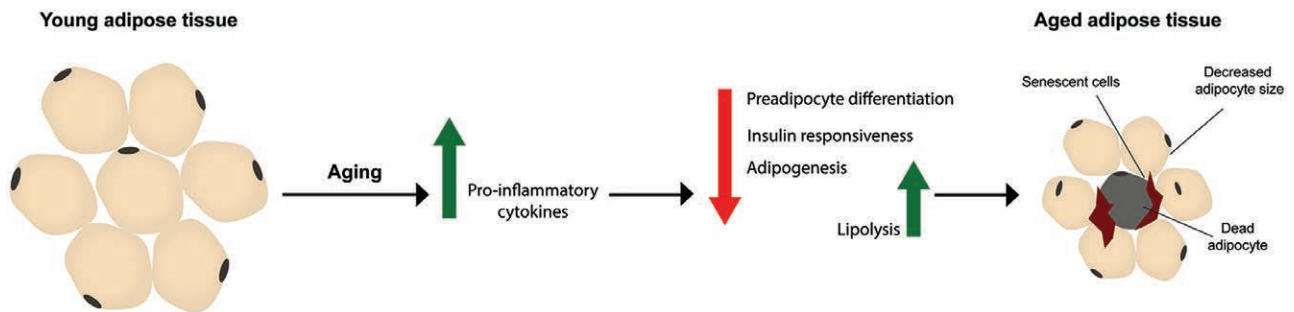 Young adipose tissue
Aging
Pro-inflammatory
cytokines
Preadipocyte differentiation
Insulin responsiveness
Adipogenesis
Lipolysis
Aged adipose tissue
Senescent cells
Decreased
adipocyte size
Dead
adipocyte